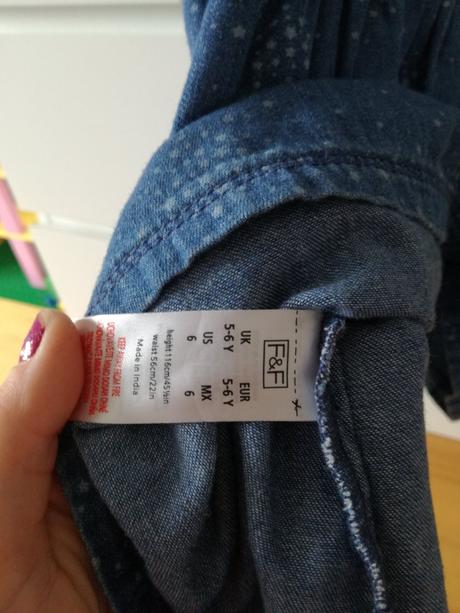 F&F
UK EUR
5-6 Y 5-6 Y
US MX
6 6
height 116cm/45½in
waist 56cm/22in
Made in India
KEEP AWAY FROM FIRE